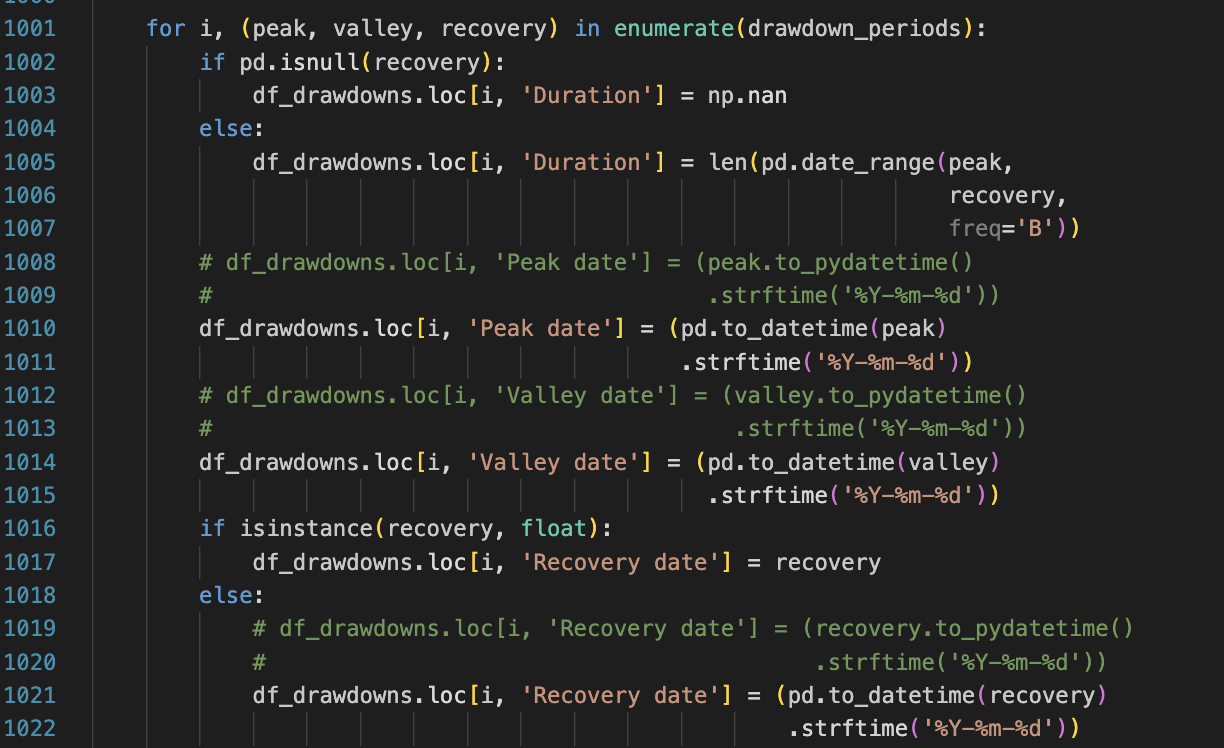 1001 for i, (peak, valley, recovery) in enumerate(drawdown_periods):
1002 if pd.isnull(recovery):
1003 df_drawdowns.loc[i, 'Duration'] = np.nan
1004 else:
1005 df_drawdowns.loc[i, 'Duration'] = len(pd.date_range(peak,
1006 recovery,
1007 freq='B'))
1008 # df_drawdowns.loc[i, 'Peak date'] = (peak.to_pydatetime()
1009 # .strftime('%Y-%m-%d'))
1010 df_drawdowns.loc[i, 'Peak date'] = (pd.to_datetime(peak)
1011 .strftime('%Y-%m-%d'))
1012 # df_drawdowns.loc[i, 'Valley date'] = (valley.to_pydatetime()
1013 # .strftime('%Y-%m-%d'))
1014 df_drawdowns.loc[i, 'Valley date'] = (pd.to_datetime(valley)
1015 .strftime('%Y-%m-%d'))
1016 if isinstance(recovery, float):
1017 df_drawdowns.loc[i, 'Recovery date'] = recovery
1018 else:
1019 # df_drawdowns.loc[i, 'Recovery date'] = (recovery.to_pydatetime()
1020 # .strftime('%Y-%m-%d'))
1021 df_drawdowns.loc[i, 'Recovery date'] = (pd.to_datetime(recovery)
1022 .strftime('%Y-%m-%d'))